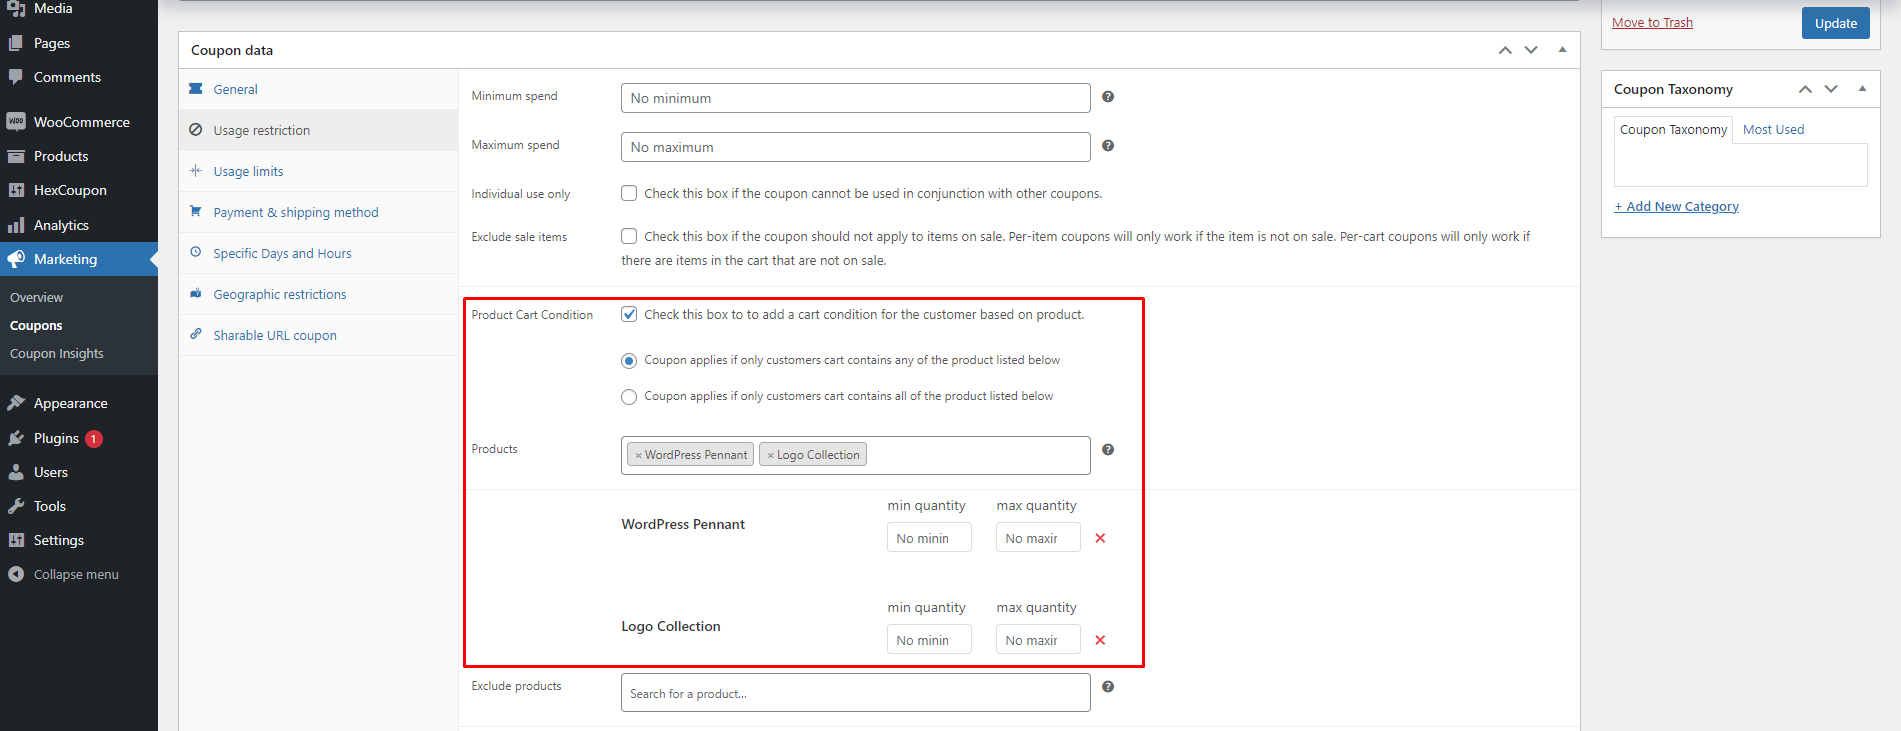 Media
Pages
Comments
WooCommerce
Products
HexCoupon
Analytics
Marketing
Overview
Coupons
Coupon Insights
Appearance
Plugins 1
Users
Tools
Settings
Collapse menu
Coupon data
General
Usage restriction
Usage limits
Payment & shipping method
Specific Days and Hours
Geographic restrictions
Sharable URL coupon
Minimum spend
No minimum
?
Maximum spend
No maximum
?
Individual use only
Check this box if the coupon cannot be used in conjunction with other coupons.
Exclude sale items
Check this box if the coupon should not apply to items on sale. Per-item coupons will only work if the item is not on sale. Per-cart coupons will only work if
there are items in the cart that are not on sale.
Product Cart Condition
Check this box to to add a cart condition for the customer based on product.
Coupon applies if only customers cart contains any of the product listed below
Coupon applies if only customers cart contains all of the product listed below
Products
× WordPress Pennant × Logo Collection
?
min quantity max quantity
WordPress Pennant
No minin No maxir
min quantity max quantity
Logo Collection
No minin No maxir
Exclude products
Search for a product...
?
Move to Trash
Update
Coupon Taxonomy
Coupon Taxonomy Most Used
+ Add New Category